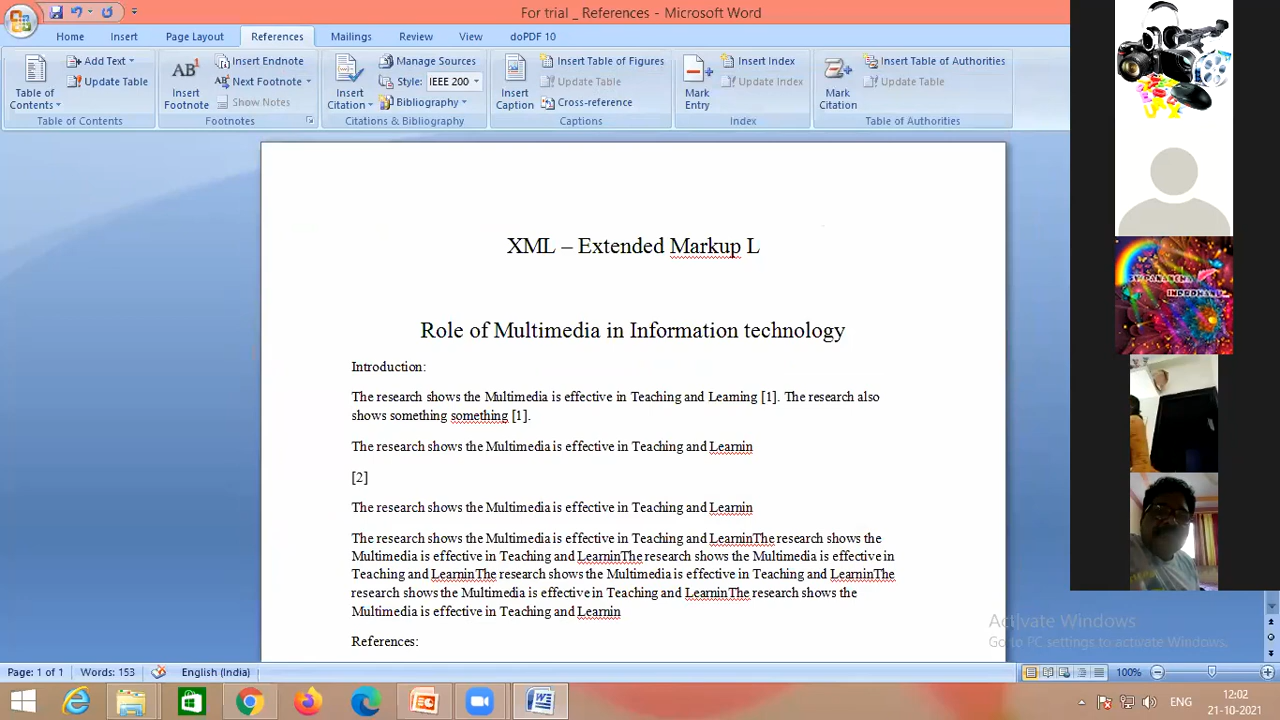 For trial _ References - Microsoft Word
Home Insert Page Layout References Mailings Review View doPDF 10
Table of Contents
Add Text
Update Table
Table of Contents
AB1
Insert Footnote
Insert Endnote
Next Footnote
Show Notes
Footnotes
Insert Citation
Manage Sources
Style: IEEE 200
Bibliography
Citations & Bibliography
Insert Caption
Insert Table of Figures
Update Table
Cross-reference
Captions
Mark Entry
Insert Index
Update Index
Index
Mark Citation
Insert Table of Authorities
Update Table
Table of Authorities
XML – Extended Markup L
Role of Multimedia in Information technology
Introduction:
The research shows the Multimedia is effective in Teaching and Learning [1]. The research also
shows something something [1].
The research shows the Multimedia is effective in Teaching and Learnin
[2]
The research shows the Multimedia is effective in Teaching and Learnin
The research shows the Multimedia is effective in Teaching and LearninThe research shows the
Multimedia is effective in Teaching and LearninThe research shows the Multimedia is effective in
Teaching and LearninThe research shows the Multimedia is effective in Teaching and LearninThe
research shows the Multimedia is effective in Teaching and LearninThe research shows the
Multimedia is effective in Teaching and Learnin
References:
Activate Windows
Go to PC settings to activate Windows.
Page: 1 of 1 Words: 153 English (India) 100%
ENG
12:02
21-10-2021